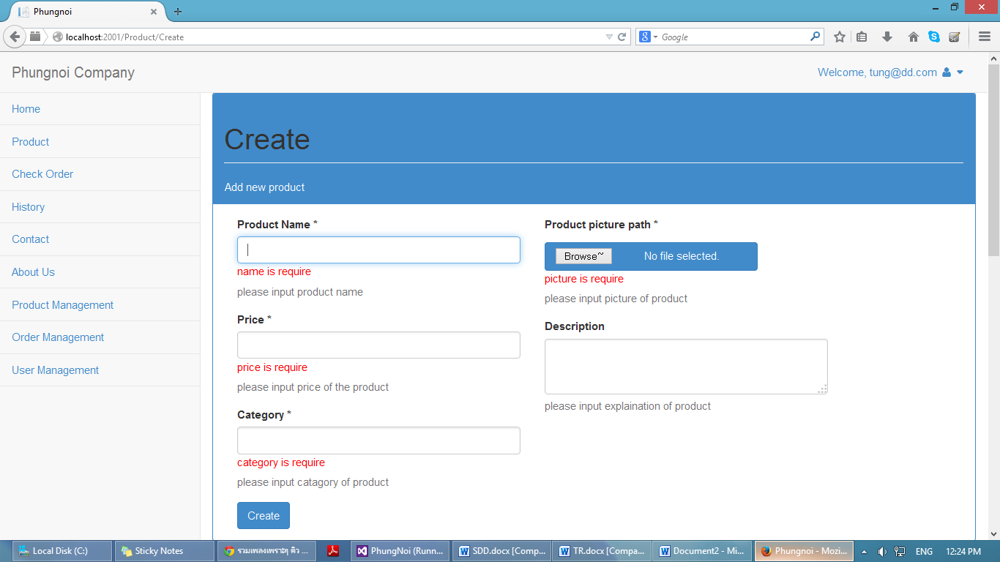 Phungnoi
localhost:2001/Product/Create
Google
Phungnoi Company
Welcome, tung@dd.com
Home
Product
Check Order
History
Contact
About Us
Product Management
Order Management
User Management
Create
Add new product
Product Name *
name is require
please input product name
Price *
price is require
please input price of the product
Category *
category is require
please input catagory of product
Create
Product picture path *
Browse~ No file selected.
picture is require
please input picture of product
Description
please input explaination of product
Local Disk (C:) Sticky Notes รวมเพลงเพราะๆ คิว ... PhungNoi (Runn... SDD.docx [Comp... TR.docx [Compa... Document2 - Mi... Phungnoi - Mozi... ENG 12:24 PM